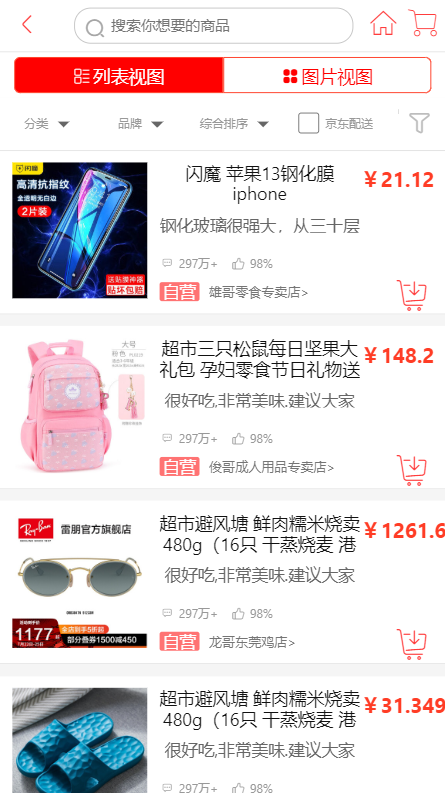 搜索你想要的商品
列表视图
图片视图
分类
品牌
综合排序
京东配送
闪魔
高清抗指纹
全透明无白边
2片装
送贴膜神器
贴坏包赔
闪魔 苹果13钢化膜
iphone
¥21.12
钢化玻璃很强大，从三十层
297万+ 98%
自营 雄哥零食专卖店>
大号
粉色
超市三只松鼠每日坚果大
礼包 孕妇零食节日礼物送
¥148.2
很好吃,非常美味,建议大家
297万+ 98%
自营 俊哥成人用品专卖店>
Ray-Ban
雷朋官方旗舰店
1177
部分叠券1500减450
超市避风塘 鲜肉糯米烧卖
480g（16只 干蒸烧麦 港
¥1261.6
很好吃,非常美味,建议大家
297万+ 98%
自营 龙哥东莞鸡店>
超市避风塘 鲜肉糯米烧卖
480g（16只 干蒸烧麦 港
¥31.349
很好吃,非常美味,建议大家
297万+ 98%